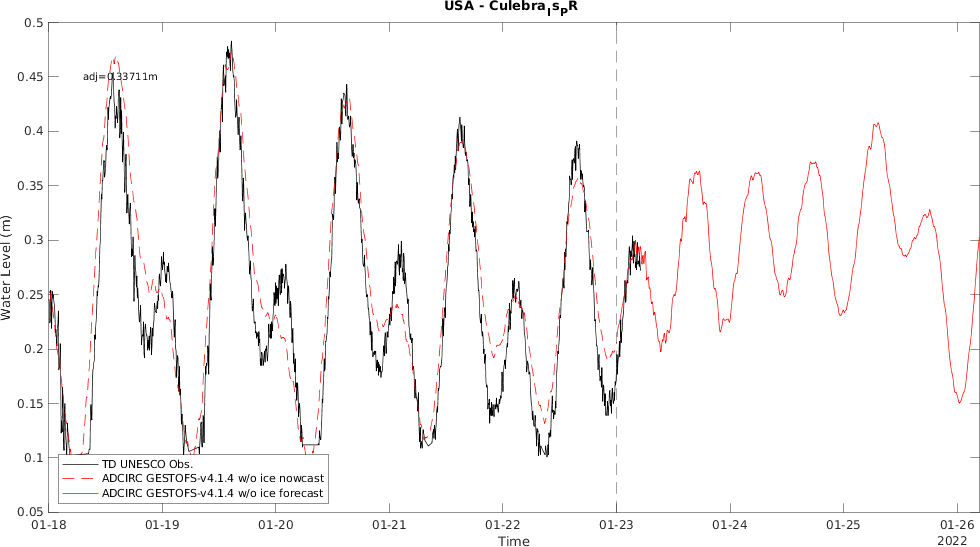 USA - Culebra_Is_PR
0.5
0.45
0.4
0.35
0.3
0.25
0.2
0.15
0.1
0.05
Water Level (m)
adj=0.33711m
TD UNESCO Obs.
ADCIRC GESTOFS-v4.1.4 w/o ice nowcast
ADCIRC GESTOFS-v4.1.4 w/o ice forecast
01-18 01-19 01-20 01-21 01-22 01-23 01-24 01-25 01-26
Time 2022